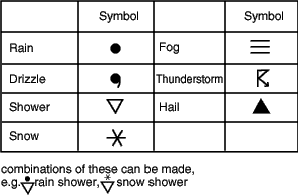 Symbol Symbol
Rain Fog
Drizzle Thunderstorm
Shower Hail
Snow
combinations of these can be made,
e.g. rain shower, snow shower